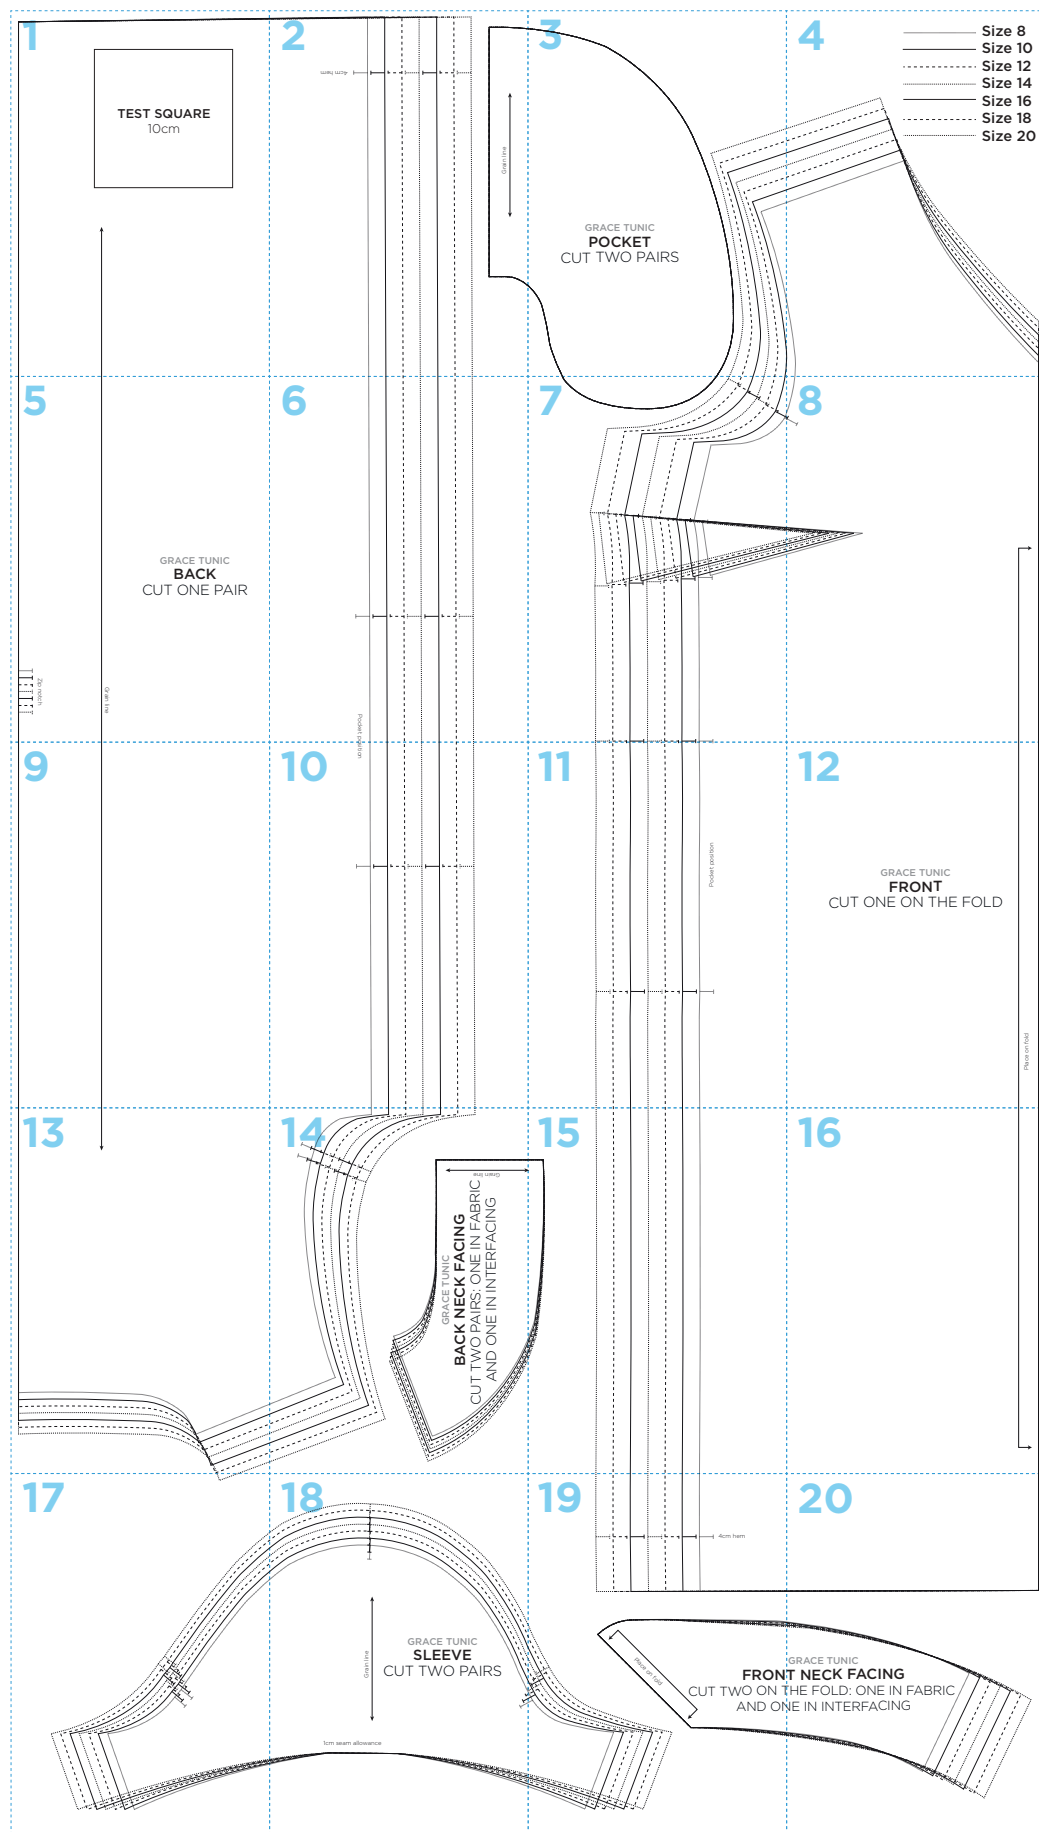 1
2
3
4
Size 8
Size 10
Size 12
Size 14
Size 16
Size 18
Size 20
TEST SQUARE
10cm
4cm hem
Grain line
GRACE TUNIC
POCKET
CUT TWO PAIRS
5
6
7
8
GRACE TUNIC
BACK
CUT ONE PAIR
Zip notch
Grain line
Pocket position
9
10
11
12
Pocket position
GRACE TUNIC
FRONT
CUT ONE ON THE FOLD
Place on fold
13
14
15
16
Grain line
GRACE TUNIC
BACK NECK FACING
CUT TWO PAIRS: ONE IN FABRIC
AND ONE IN INTERFACING
17
18
19
20
4cm hem
Grain line
GRACE TUNIC
SLEEVE
CUT TWO PAIRS
1cm seam allowance
Place on fold
GRACE TUNIC
FRONT NECK FACING
CUT TWO ON THE FOLD: ONE IN FABRIC
AND ONE IN INTERFACING